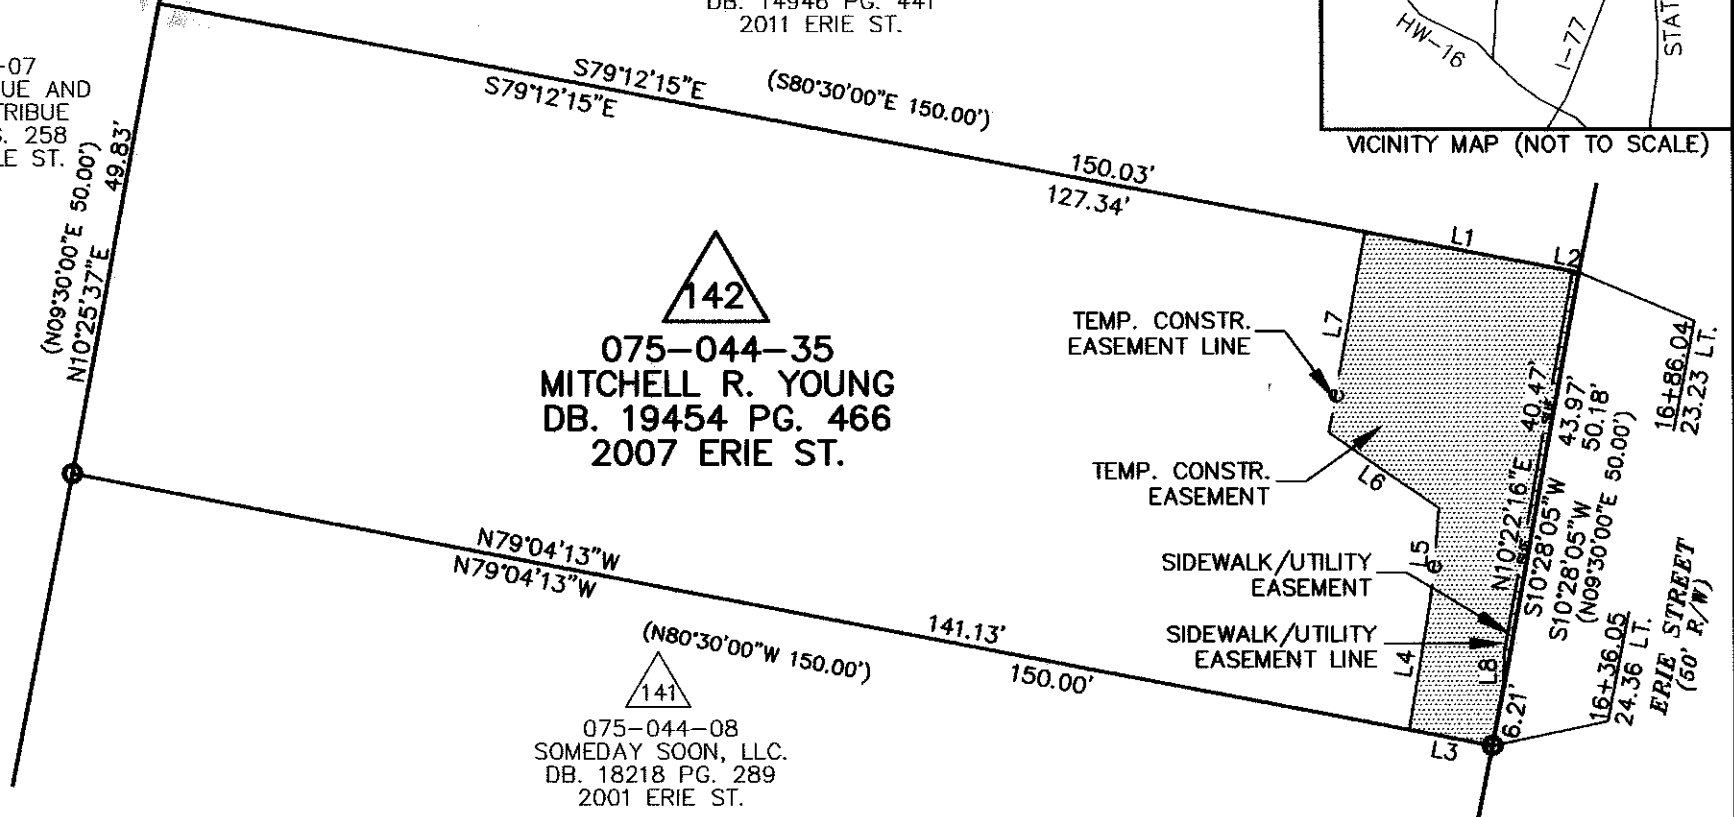 DB. 14946 PG. 441
2011 ERIE ST.
HW-16
I-77
STAT
VICINITY MAP (NOT TO SCALE)
-07
UE AND
TRIBUE
. 258
LE ST.
(N09°30'00"E 50.00')
N10°25'37"E 49.83'
S79°12'15"E
S79°12'15"E
(S80°30'00"E 150.00')
150.03'
127.34'
L1
L2
142
075-044-35
MITCHELL R. YOUNG
DB. 19454 PG. 466
2007 ERIE ST.
TEMP. CONSTR.
EASEMENT LINE
L7
e
TEMP. CONSTR.
EASEMENT
L6
L5
e
SIDEWALK/UTILITY
EASEMENT
SIDEWALK/UTILITY
EASEMENT LINE
L4
L8
L3
N10°22'16"E 40.47'
S10°28'05"W 43.97'
S10°28'05"W 50.18'
(N09°30'00"E 50.00')
6.21'
16+86.04
23.23 LT.
16+36.05
24.36 LT.
ERIE STREET
(60' R/W)
N79°04'13"W
N79°04'13"W
141.13'
150.00'
(N80°30'00"W 150.00')
141
075-044-08
SOMEDAY SOON, LLC.
DB. 18218 PG. 289
2001 ERIE ST.